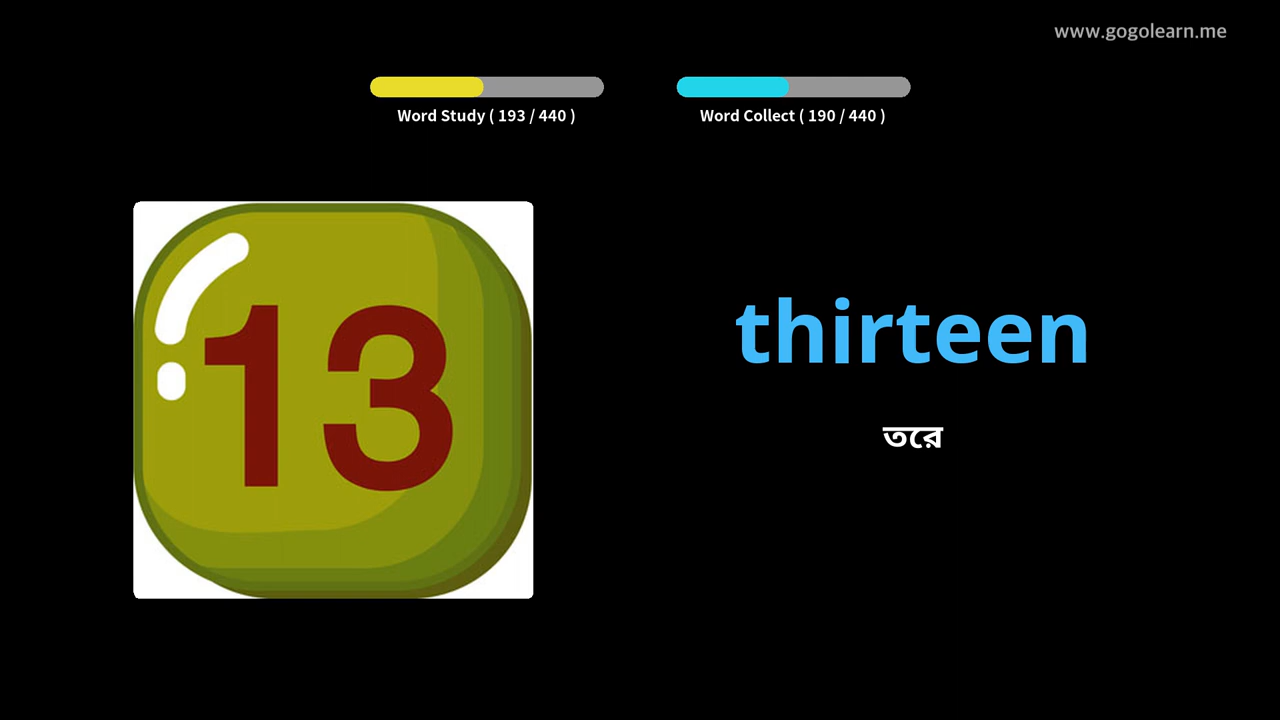 www.gogolearn.me
Word Study ( 193 / 440 )
Word Collect ( 190 / 440 )
13
thirteen
তরে